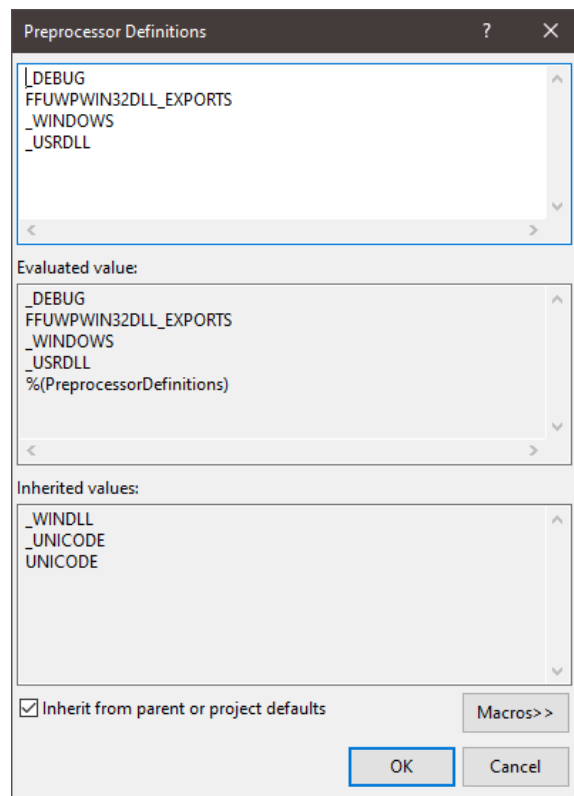 Preprocessor Definitions
_DEBUG
FFUWPWIN32DLL_EXPORTS
_WINDOWS
_USRDLL
Evaluated value:
_DEBUG
FFUWPWIN32DLL_EXPORTS
_WINDOWS
_USRDLL
%(PreprocessorDefinitions)
Inherited values:
_WINDLL
_UNICODE
UNICODE
Inherit from parent or project defaults
Macros>>
OK Cancel